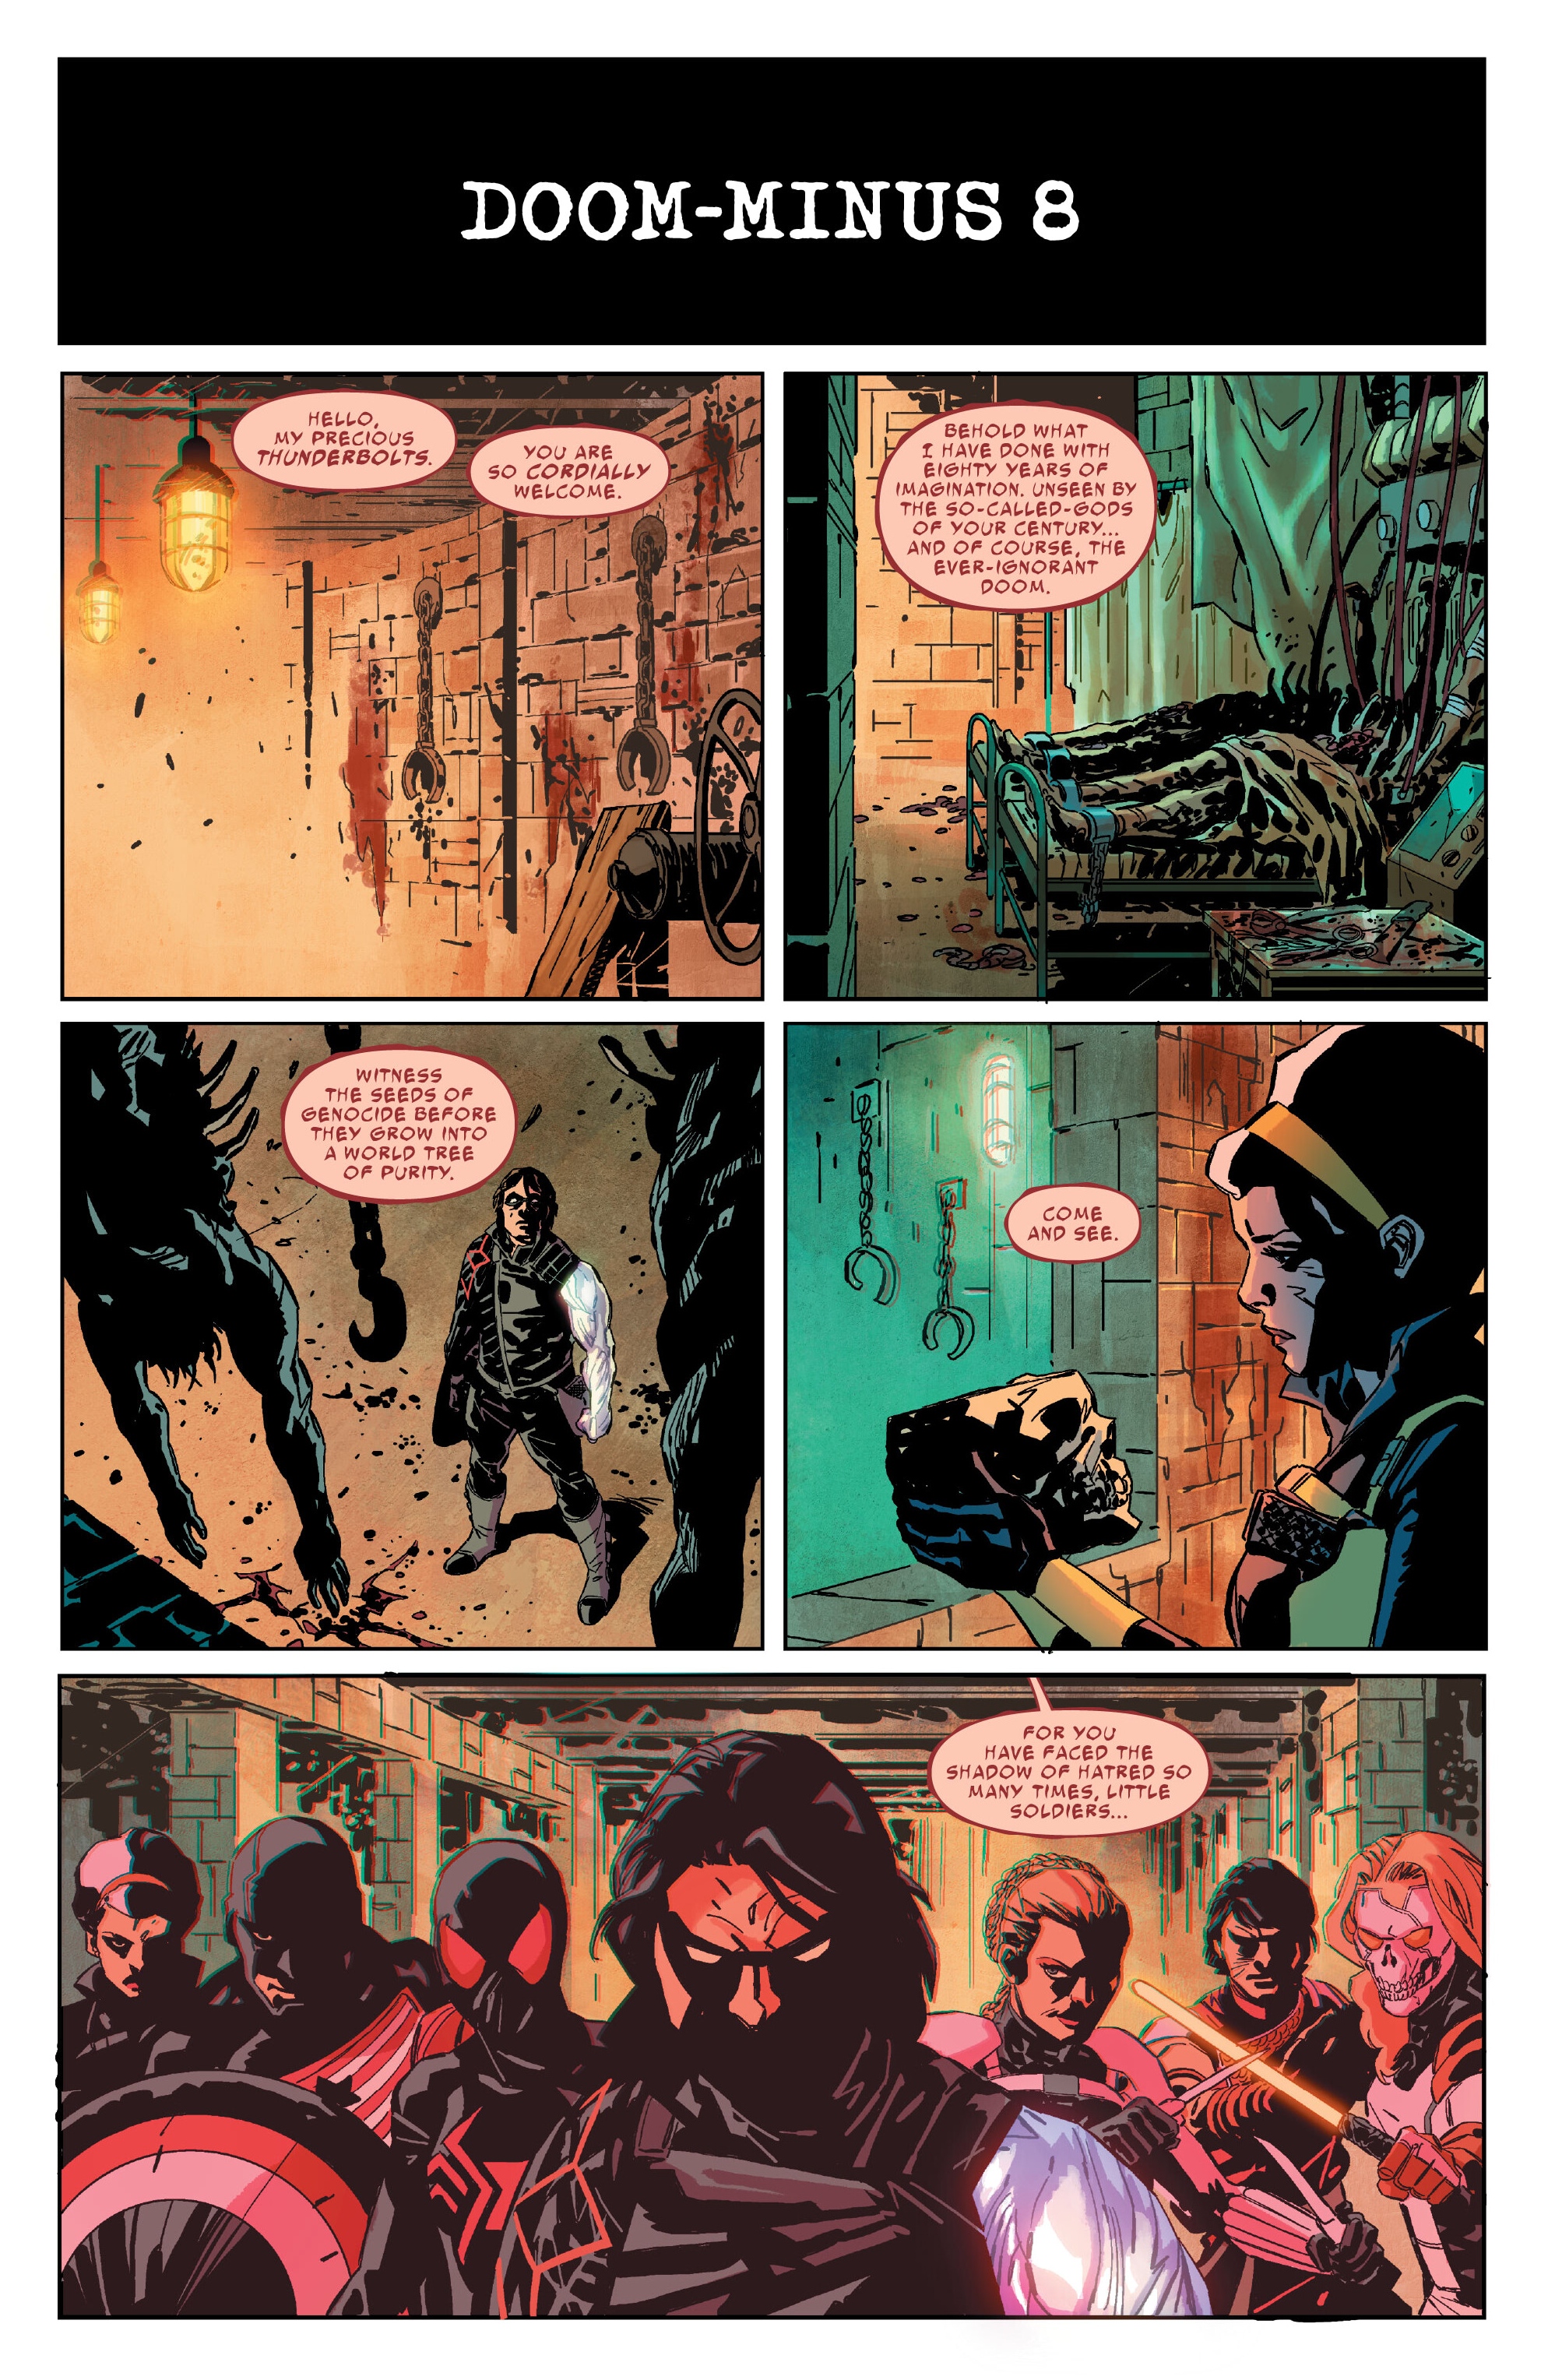 DOOM-MINUS 8
HELLO,
MY PRECIOUS
THUNDERBOLTS.
YOU ARE
SO CORDIALLY
WELCOME.
BEHOLD WHAT
I HAVE DONE WITH
EIGHTY YEARS OF
IMAGINATION. UNSEEN BY
THE SO-CALLED-GODS
OF YOUR CENTURY...
AND OF COURSE, THE
EVER-IGNORANT
DOOM.
WITNESS
THE SEEDS OF
GENOCIDE BEFORE
THEY GROW INTO
A WORLD TREE
OF PURITY.
COME
AND SEE.
FOR YOU
HAVE FACED THE
SHADOW OF HATRED SO
MANY TIMES, LITTLE
SOLDIERS...